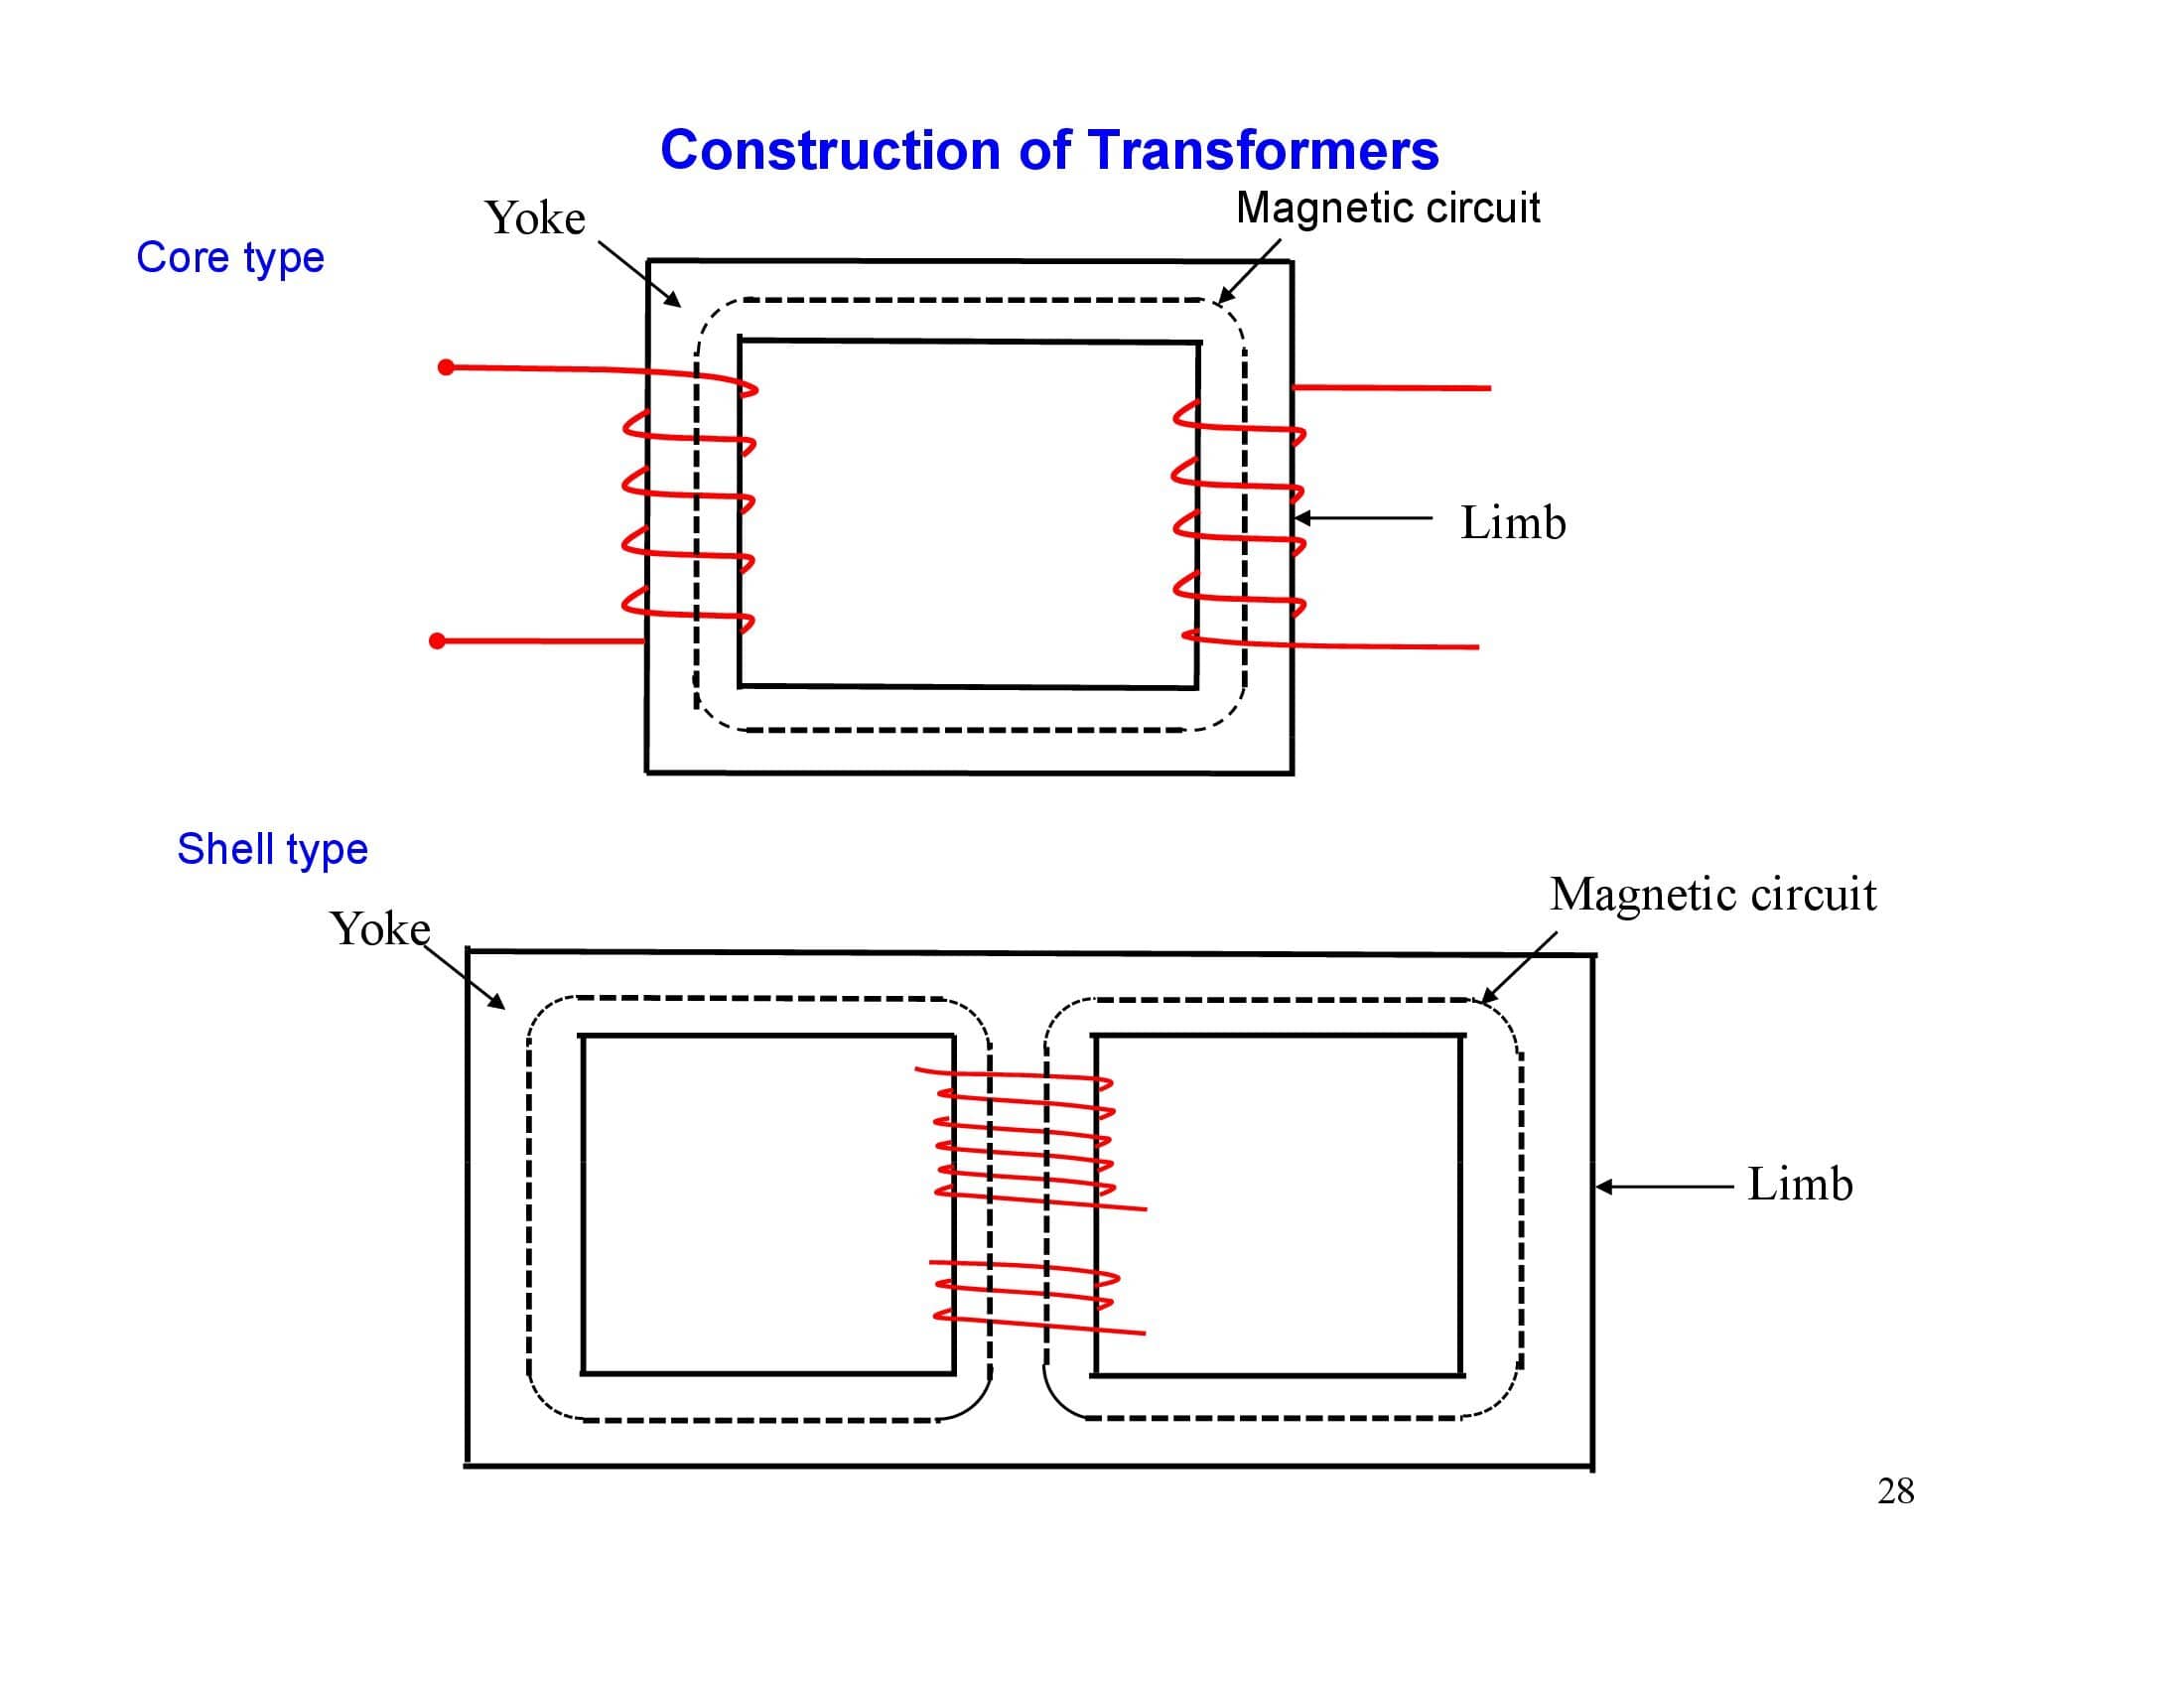 Construction of Transformers
Yoke
Magnetic circuit
Core type
Limb
Shell type
Magnetic circuit
Yoke
Limb
28